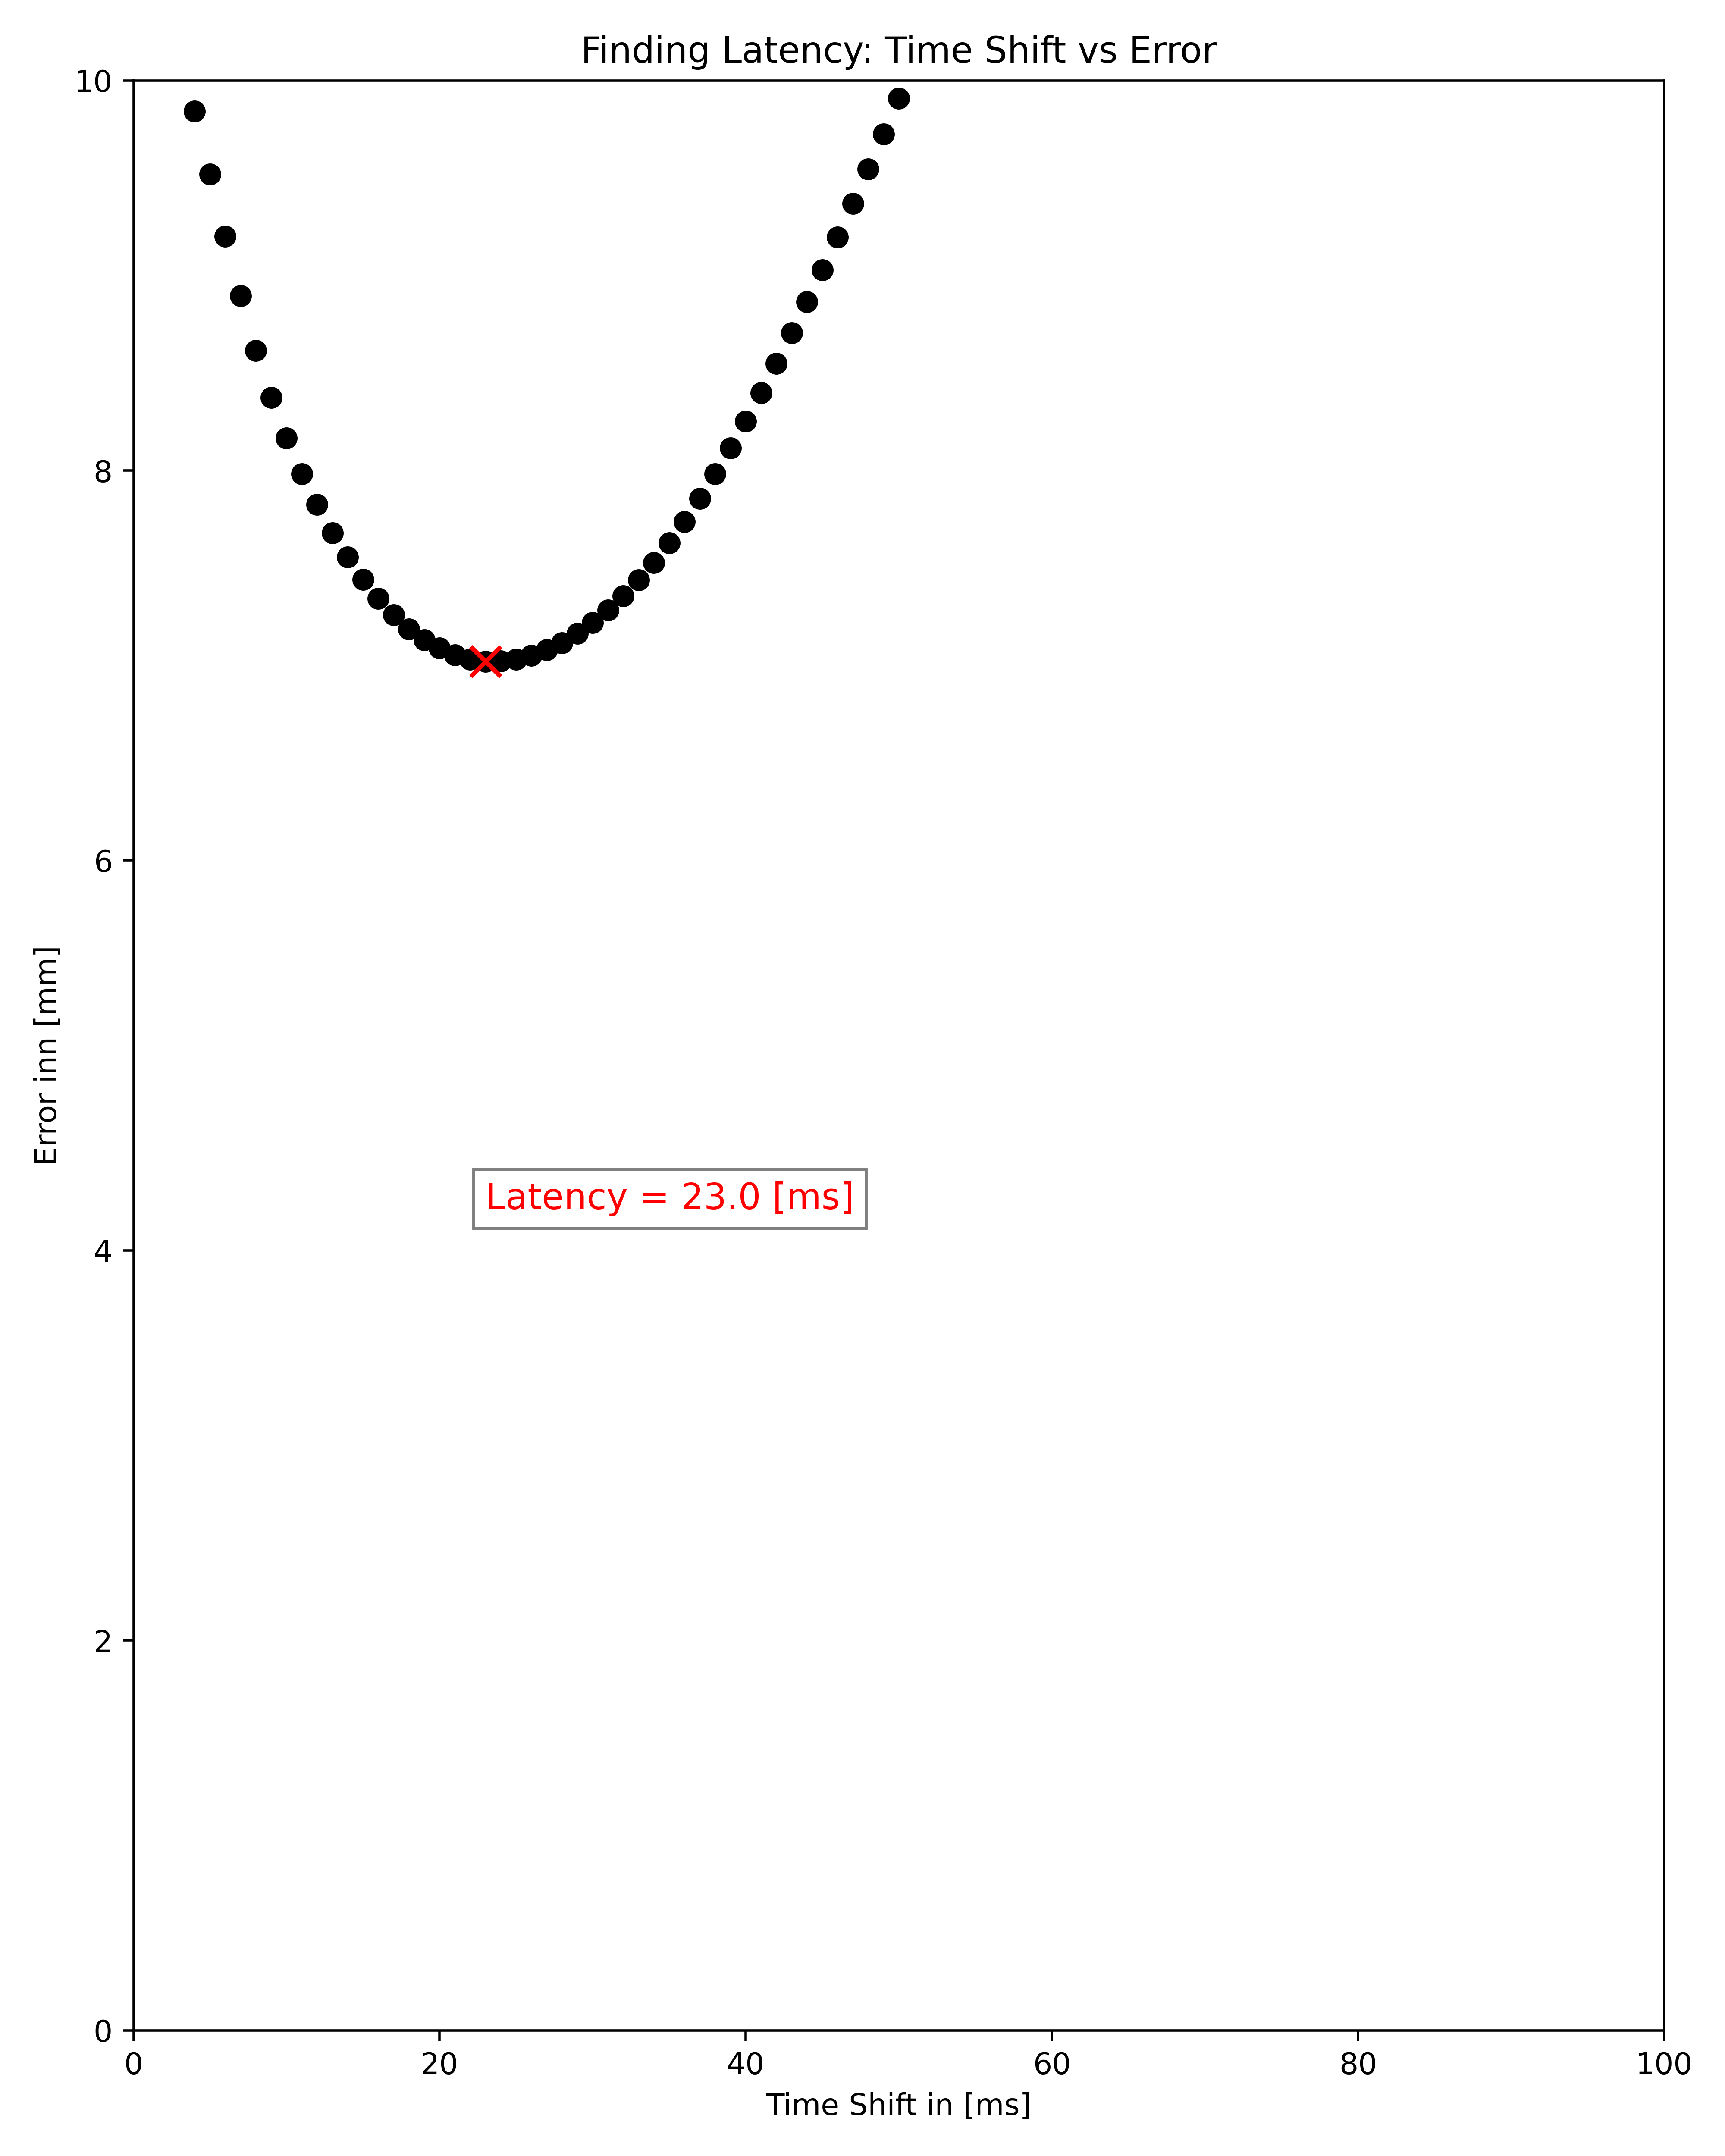 Finding Latency: Time Shift vs Error
10
8
6
4
2
0
Error inn [mm]
Latency = 23.0 [ms]
0 20 40 60 80 100
Time Shift in [ms]